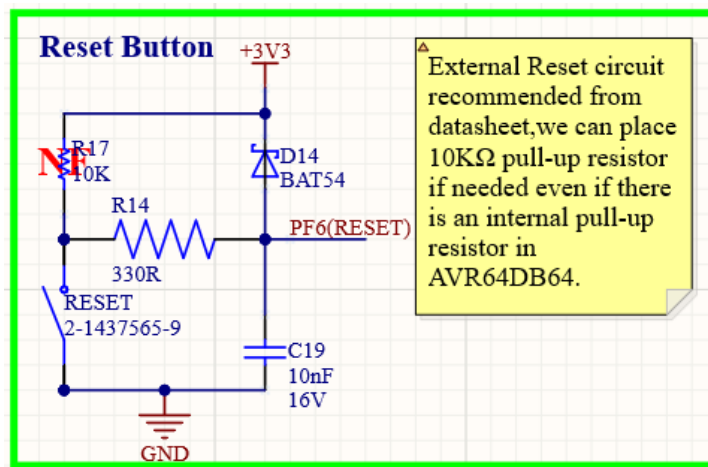 Reset Button
+3V3
NF
R17
10K
D14
BAT54
R14
330R
PF6(RESET)
RESET
2-1437565-9
C19
10nF
16V
GND
External Reset circuit
recommended from
datasheet,we can place
10KΩ pull-up resistor
if needed even if there
is an internal pull-up
resistor in
AVR64DB64.